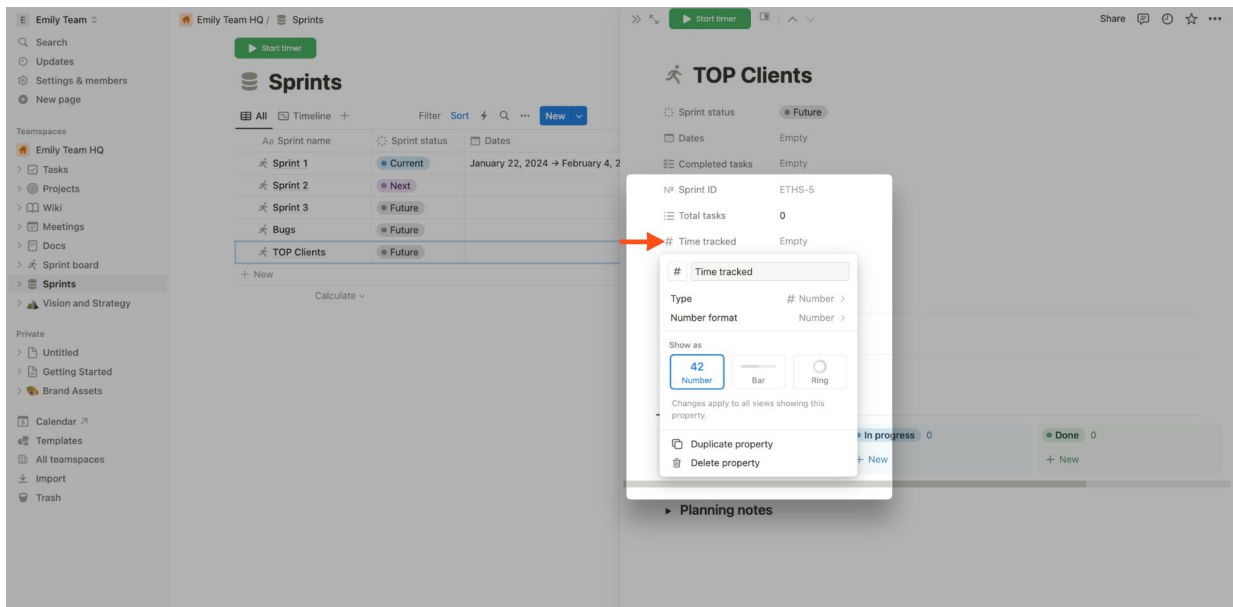 E Emily Team
Search
Updates
Settings & members
New page
Teamspaces
Emily Team HQ
Tasks
Projects
Wiki
Meetings
Docs
Sprint board
Sprints
Vision and Strategy
Private
Untitled
Getting Started
Brand Assets
Calendar
Templates
All teamspaces
Import
Trash
Emily Team HQ / Sprints
Start timer
Sprints
All Timeline
Filter Sort New
Aa Sprint name Sprint status Dates
Sprint 1 Current January 22, 2024 → February 4, 2
Sprint 2 Next
Sprint 3 Future
Bugs Future
TOP Clients Future
+ New
Calculate
Start timer
Share
TOP Clients
Sprint status Future
Dates Empty
Completed tasks Empty
Nº Sprint ID ETHS-5
Total tasks 0
# Time tracked Empty
# Time tracked
Type # Number
Number format Number
Show as
42
Number Bar Ring
Changes apply to all views showing this
property.
Duplicate property
Delete property
In progress 0
+ New
Done 0
+ New
Planning notes